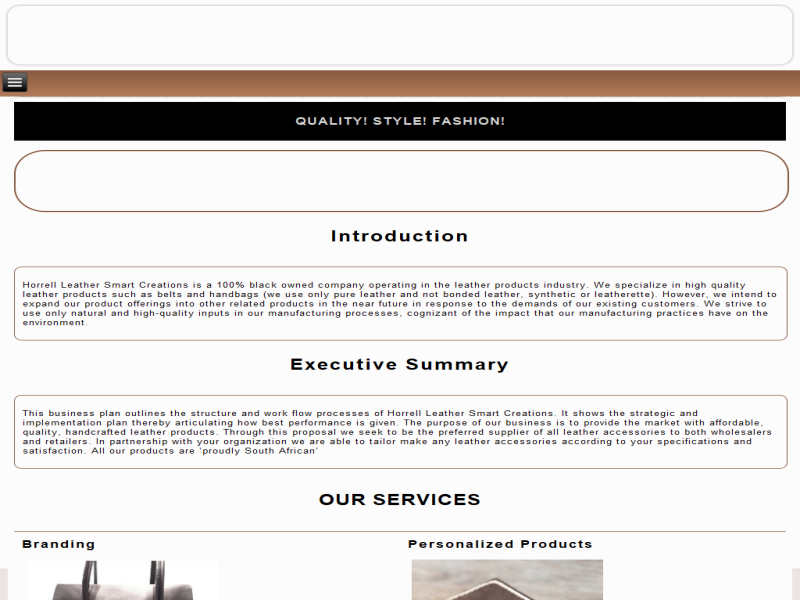 QUALITY! STYLE! FASHION!
Introduction
Horrell Leather Smart Creations is a 100% black owned company operating in the leather products industry. We specialize in high quality
leather products such as belts and handbags (we use only pure leather and not bonded leather, synthetic or leatherette). However, we intend to
expand our product offerings into other related products in the near future in response to the demands of our existing customers. We strive to
use only natural and high-quality inputs in our manufacturing processes, cognizant of the impact that our manufacturing practices have on the
environment.
Executive Summary
This business plan outlines the structure and work flow processes of Horrell Leather Smart Creations. It shows the strategic and
implementation plan thereby articulating how best performance is given. The purpose of our business is to provide the market with affordable,
quality, handcrafted leather products. Through this proposal we seek to be the preferred supplier of all leather accessories to both wholesalers
and retailers. In partnership with your organization we are able to tailor make any leather accessories according to your specifications and
satisfaction. All our products are 'proudly South African'
OUR SERVICES
Branding
Personalized Products